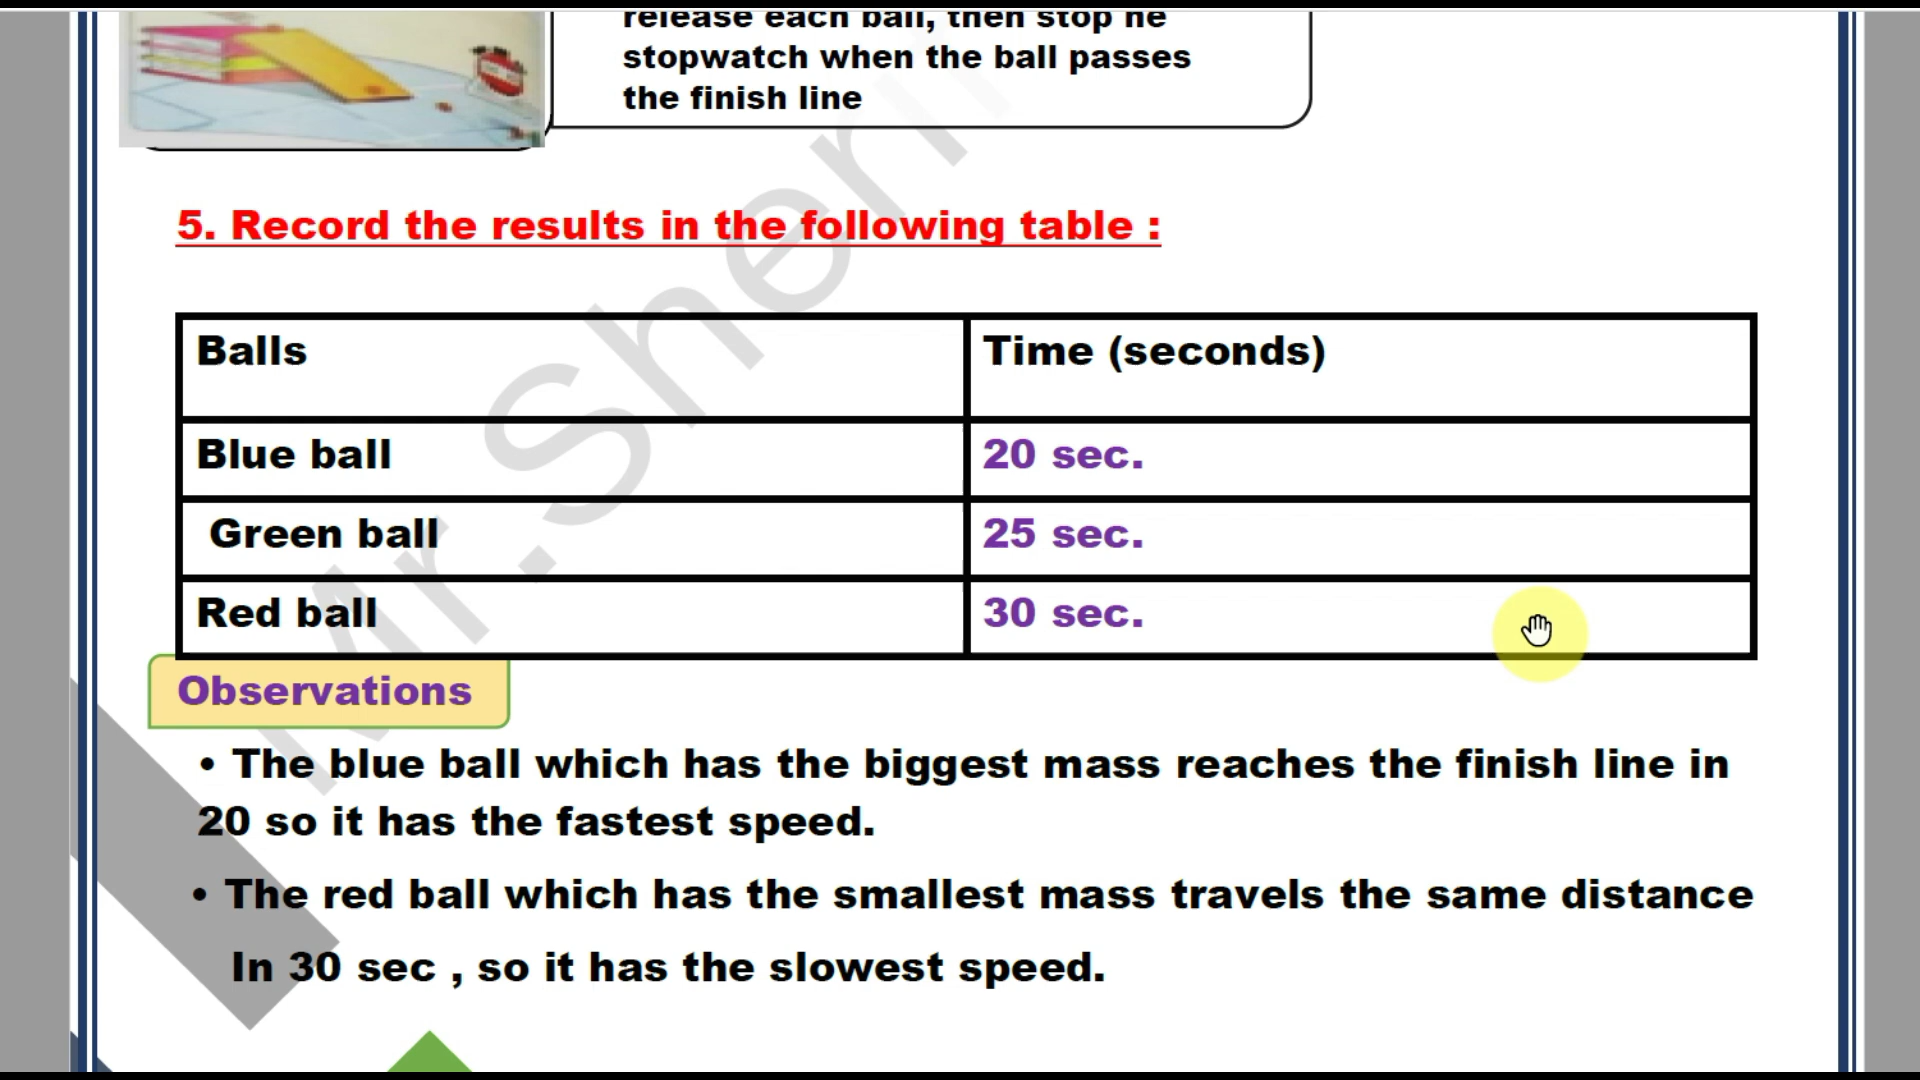 release each ball, then stop he
stopwatch when the ball passes
the finish line
5. Record the results in the following table :
Balls
Time (seconds)
Blue ball
20 sec.
Green ball
25 sec.
Red ball
30 sec.
Observations
• The blue ball which has the biggest mass reaches the finish line in
20 so it has the fastest speed.
• The red ball which has the smallest mass travels the same distance
In 30 sec , so it has the slowest speed.